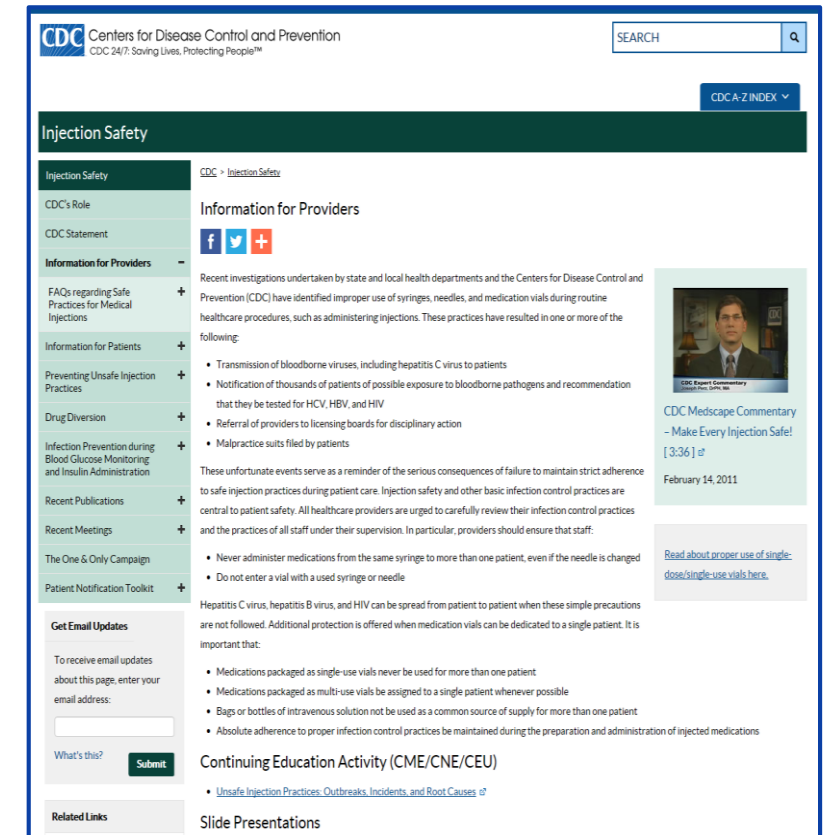 CDC Centers for Disease Control and Prevention
CDC 24/7: Saving Lives, Protecting People™
SEARCH
CDC A-Z INDEX
Injection Safety
Injection Safety
CDC's Role
CDC Statement
Information for Providers
FAQs regarding Safe
Practices for Medical
Injections
Information for Patients
Preventing Unsafe Injection
Practices
Drug Diversion
Infection Prevention during
Blood Glucose Monitoring
and Insulin Administration
Recent Publications
Recent Meetings
The One & Only Campaign
Patient Notification Toolkit
Get Email Updates
To receive email updates
about this page, enter your
email address:
What's this?
Submit
Related Links
CDC > Injection Safety
Information for Providers
Recent investigations undertaken by state and local health departments and the Centers for Disease Control and
Prevention (CDC) have identified improper use of syringes, needles, and medication vials during routine
healthcare procedures, such as administering injections. These practices have resulted in one or more of the
following:
• Transmission of bloodborne viruses, including hepatitis C virus to patients
• Notification of thousands of patients of possible exposure to bloodborne pathogens and recommendation
that they be tested for HCV, HBV, and HIV
• Referral of providers to licensing boards for disciplinary action
• Malpractice suits filed by patients
These unfortunate events serve as a reminder of the serious consequences of failure to maintain strict adherence
to safe injection practices during patient care. Injection safety and other basic infection control practices are
central to patient safety. All healthcare providers are urged to carefully review their infection control practices
and the practices of all staff under their supervision. In particular, providers should ensure that staff:
• Never administer medications from the same syringe to more than one patient, even if the needle is changed
• Do not enter a vial with a used syringe or needle
Hepatitis C virus, hepatitis B virus, and HIV can be spread from patient to patient when these simple precautions
are not followed. Additional protection is offered when medication vials can be dedicated to a single patient. It is
important that:
• Medications packaged as single-use vials never be used for more than one patient
• Medications packaged as multi-use vials be assigned to a single patient whenever possible
• Bags or bottles of intravenous solution not be used as a common source of supply for more than one patient
• Absolute adherence to proper infection control practices be maintained during the preparation and administration of injected medications
Continuing Education Activity (CME/CNE/CEU)
• Unsafe Injection Practices: Outbreaks, Incidents, and Root Causes
Slide Presentations
CDC Expert Commentary
CDC Medscape Commentary
– Make Every Injection Safe!
[ 3:36 ]
February 14, 2011
Read about proper use of single-
dose/single-use vials here.